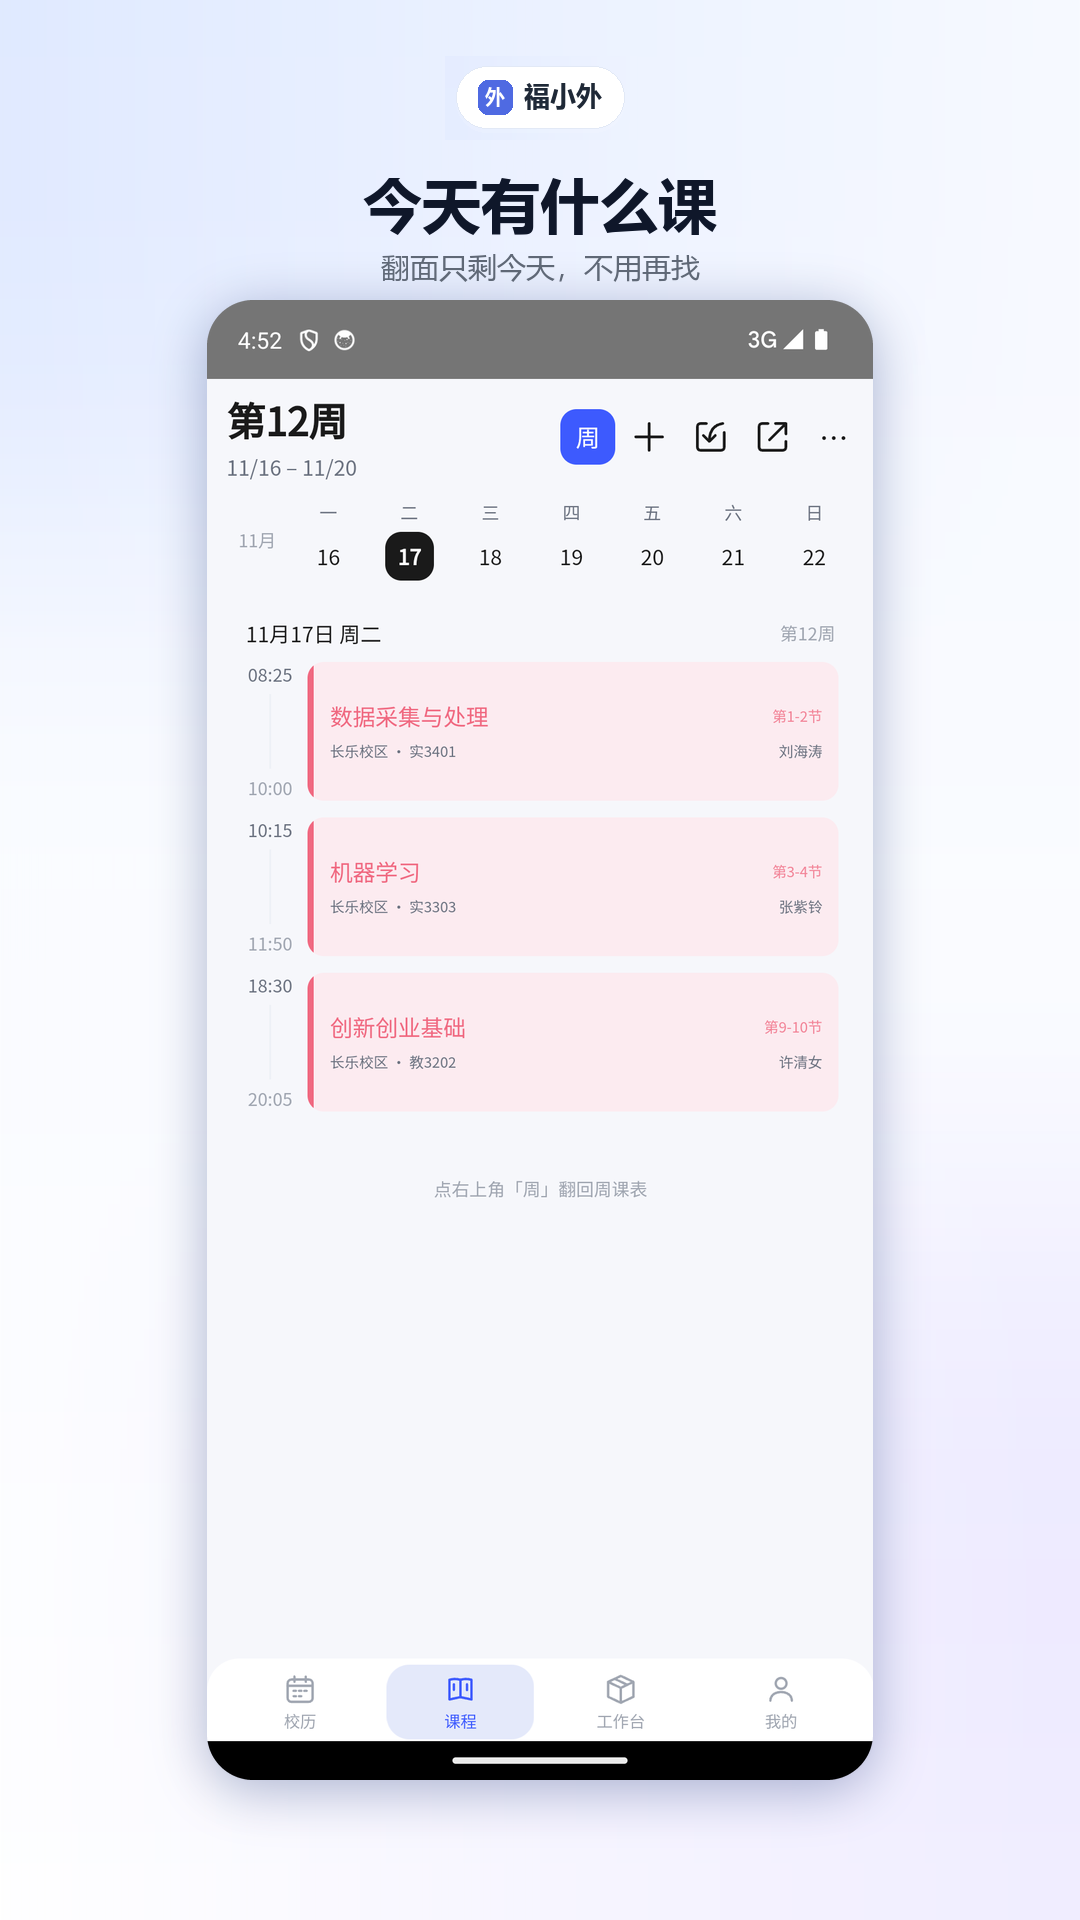 外 福小外
今天有什么课
翻面只剩今天，不用再找
4:52 3G
第12周
11/16 – 11/20
周
一 二 三 四 五 六 日
11月
16 17 18 19 20 21 22
11月17日 周二 第12周
08:25
数据采集与处理 第1-2节
长乐校区 · 实3401 刘海涛
10:00
10:15
机器学习 第3-4节
长乐校区 · 实3303 张紫铃
11:50
18:30
创新创业基础 第9-10节
长乐校区 · 教3202 许清女
20:05
点右上角「周」翻回周课表
校历 课程 工作台 我的